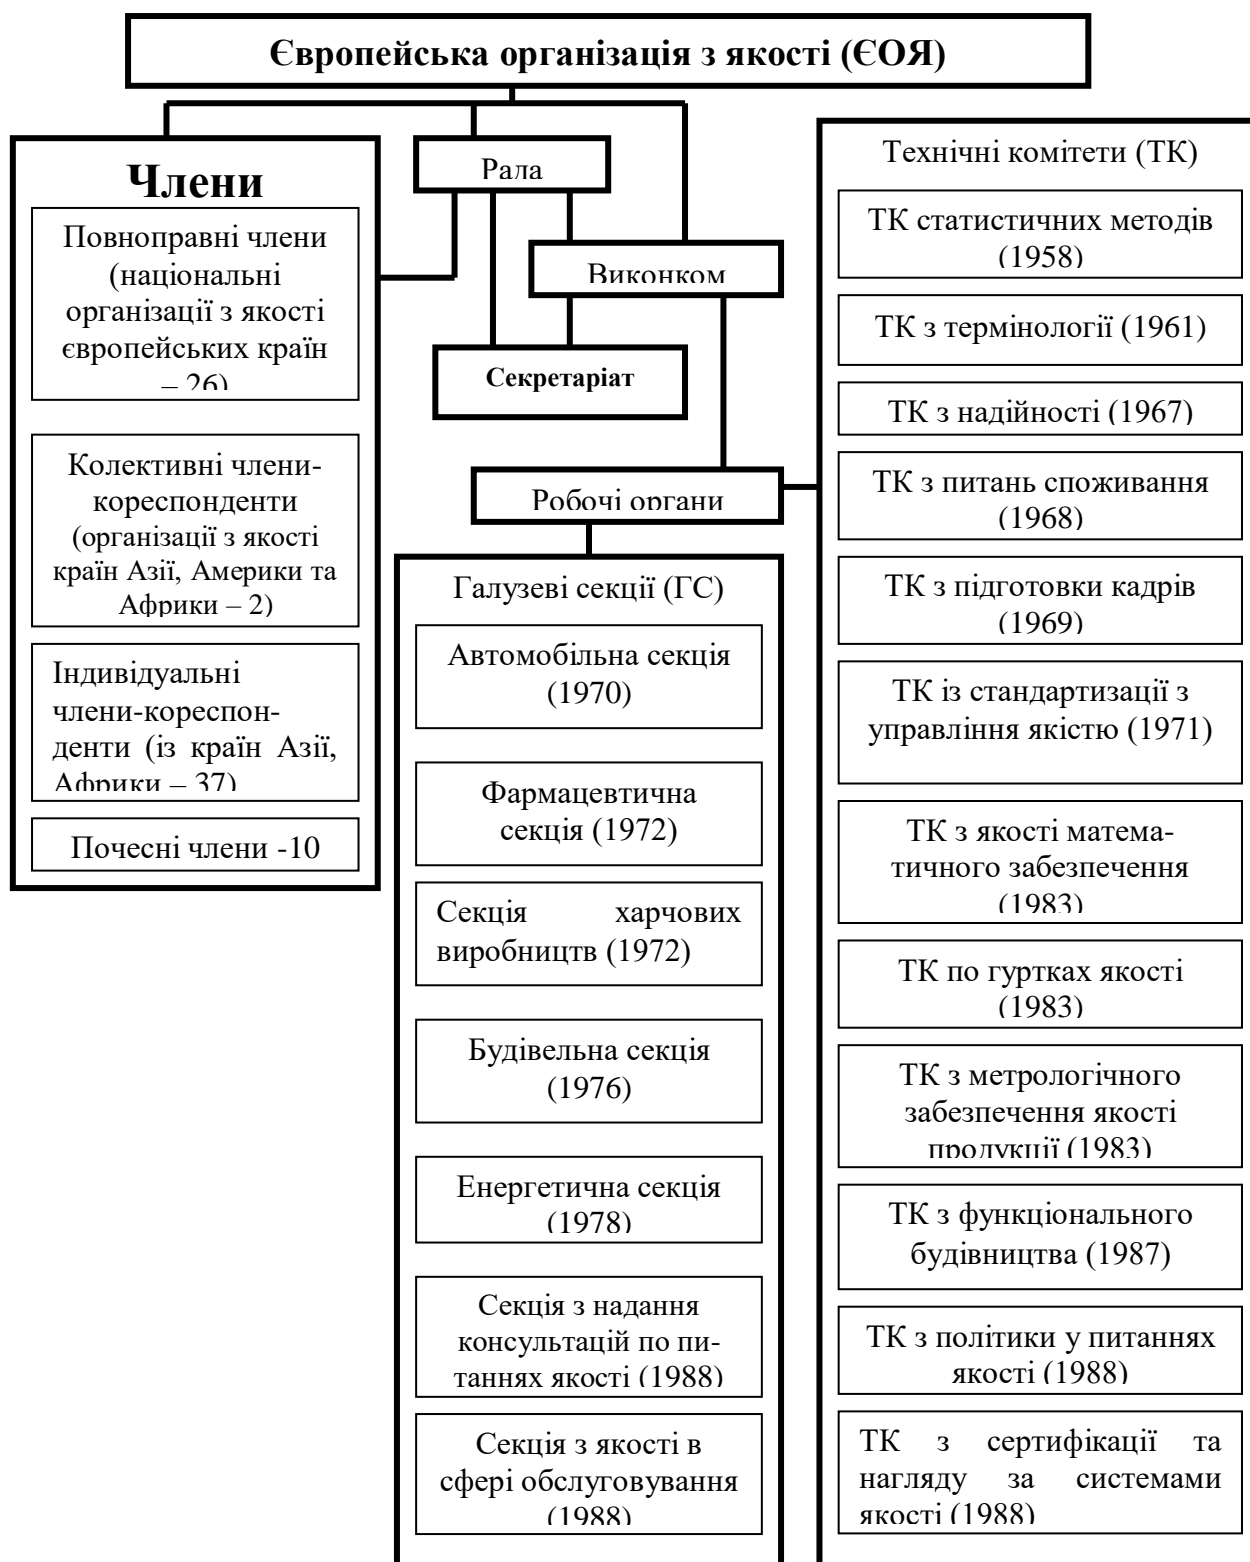 Європейська організація з якості (ЄОЯ)
Члени
Повноправні члени
(національні
організації з якості
європейських країн
– 26)
Колективні члени-
кореспонденти
(організації з якості
країн Азії, Америки та
Африки – 2)
Індивідуальні
члени-кореспон-
денти (із країн Азії,
Африки – 37)
Почесні члени -10
Рада
Виконком
Секретаріат
Робочі органи
Галузеві секції (ГС)
Автомобільна секція
(1970)
Фармацевтична
секція (1972)
Секція харчових
виробництв (1972)
Будівельна секція
(1976)
Енергетична секція
(1978)
Секція з надання
консультацій по пи-
таннях якості (1988)
Секція з якості в
сфері обслуговування
(1988)
Технічні комітети (ТК)
ТК статистичних методів
(1958)
ТК з термінології (1961)
ТК з надійності (1967)
ТК з питань споживання
(1968)
ТК з підготовки кадрів
(1969)
ТК із стандартизації з
управління якістю (1971)
ТК з якості матема-
тичного забезпечення
(1983)
ТК по гуртках якості
(1983)
ТК з метрологічного
забезпечення якості
продукції (1983)
ТК з функціонального
будівництва (1987)
ТК з політики у питаннях
якості (1988)
ТК з сертифікації та
нагляду за системами
якості (1988)